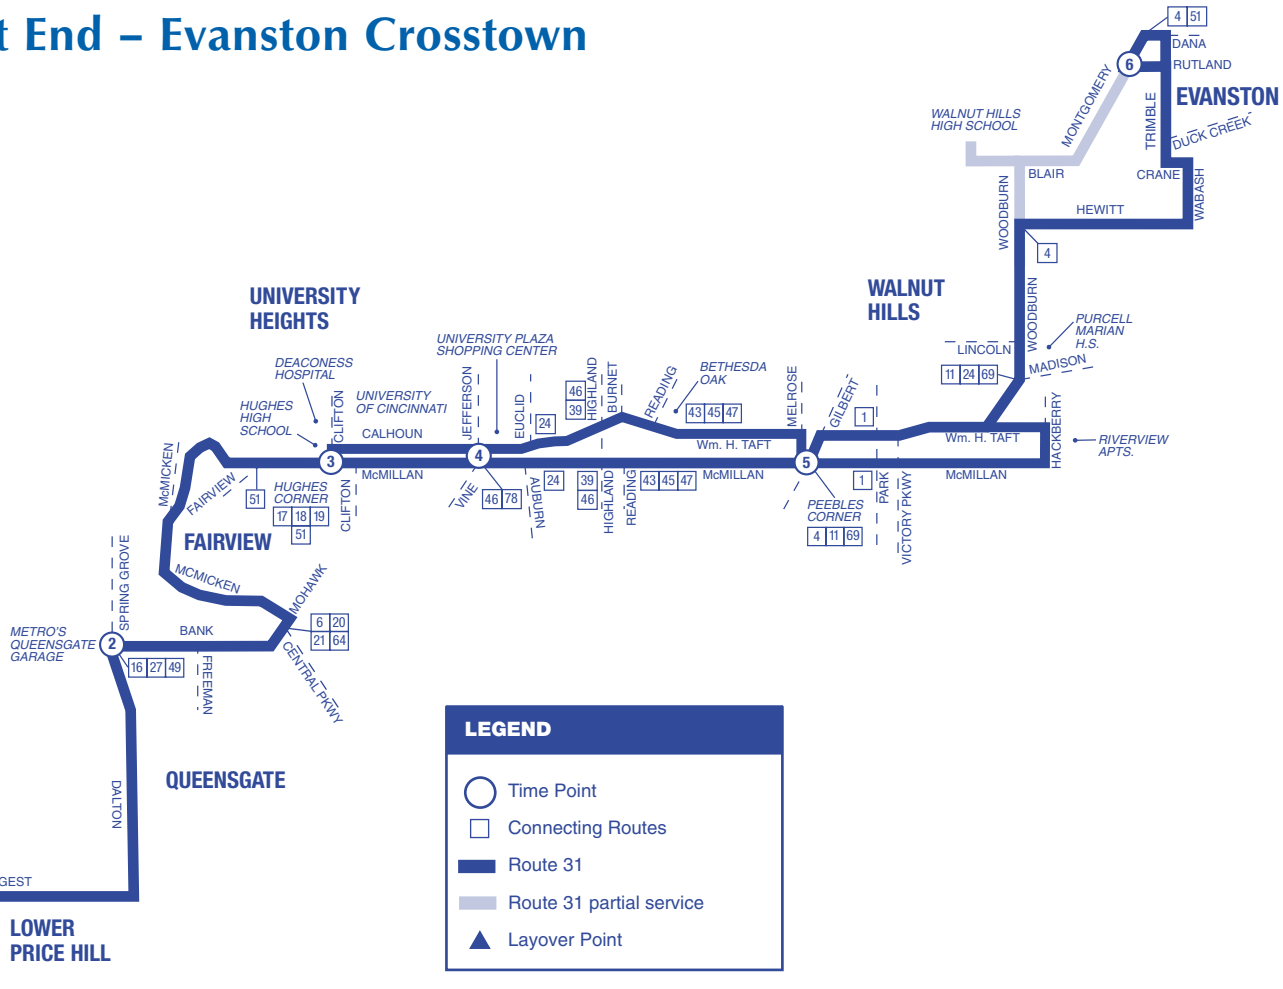 t End – Evanston Crosstown
4 51
DANA
6
RUTLAND
EVANSTON
MONTGOMERY
TRIMBLE
DUCK CREEK
WALNUT HILLS
HIGH SCHOOL
BLAIR
CRANE
WABASH
WOODBURN
HEWITT
4
WALNUT
HILLS
WOODBURN
PURCELL
MARIAN
H.S.
LINCOLN
MADISON
11 24 69
UNIVERSITY
HEIGHTS
UNIVERSITY PLAZA
SHOPPING CENTER
DEACONESS
HOSPITAL
HUGHES
HIGH
SCHOOL
CLIFTON
UNIVERSITY
OF CINCINNATI
CALHOUN
JEFFERSON
EUCLID
24
46
39
HIGHLAND
BURNET
READING
BETHESDA
OAK
43 45 47
MELROSE
GILBERT
1
Wm. H. TAFT
Wm. H. TAFT
HACKBERRY
RIVERVIEW
APTS.
McMICKEN
FAIRVIEW
3
McMILLAN
4
McMILLAN
5
McMILLAN
51
HUGHES
CORNER
17 18 19
51
CLIFTON
VINE
46 78
AUBURN
24
39
46
HIGHLAND
READING
43 45 47
PEEBLES
CORNER
4 11 69
1
PARK
VICTORY PKWY
FAIRVIEW
MCMICKEN
MOHAWK
SPRING GROVE
METRO'S
QUEENSGATE
GARAGE
2
BANK
6 20
21 64
16 27 49
FREEMAN
CENTRAL PKWY
QUEENSGATE
DALTON
GEST
LOWER
PRICE HILL
LEGEND
Time Point
Connecting Routes
Route 31
Route 31 partial service
Layover Point